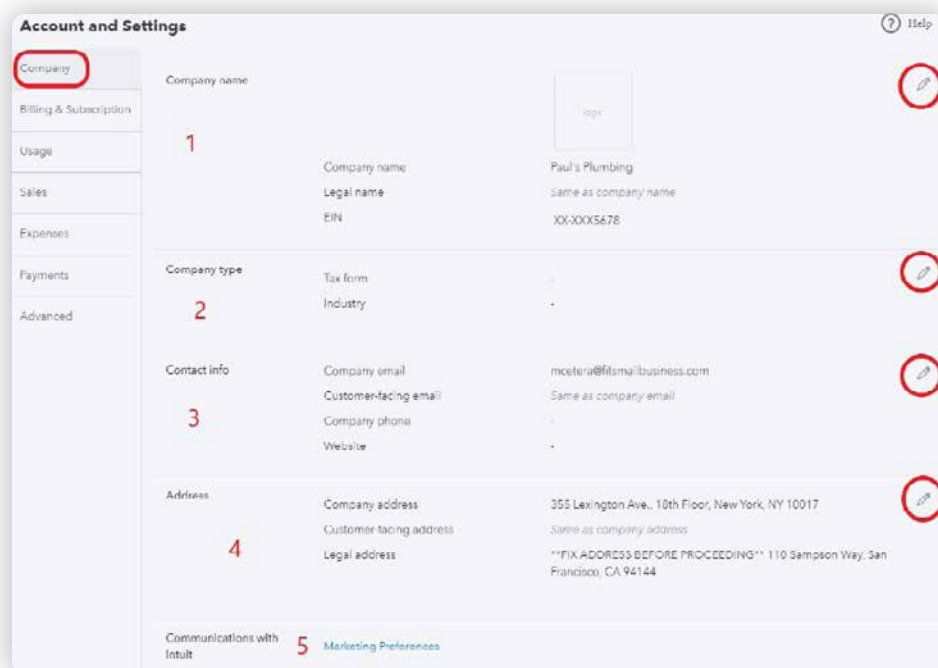 Account and Settings
Help
Company
Billing & Subscription
Usage
Sales
Expenses
Payments
Advanced
Company name
1
logo
Company name Paul's Plumbing
Legal name Same as company name
EIN XX-XXX5678
Company type
2
Tax form -
Industry -
Contact info
3
Company email mcetera@fitsmallbusiness.com
Customer-facing email Same as company email
Company phone -
Website -
Address
4
Company address 355 Lexington Ave., 18th Floor, New York, NY 10017
Customer-facing address Same as company address
Legal address **FIX ADDRESS BEFORE PROCEEDING** 110 Sampson Way, San
Francisco, CA 94144
Communications with
Intuit
5 Marketing Preferences